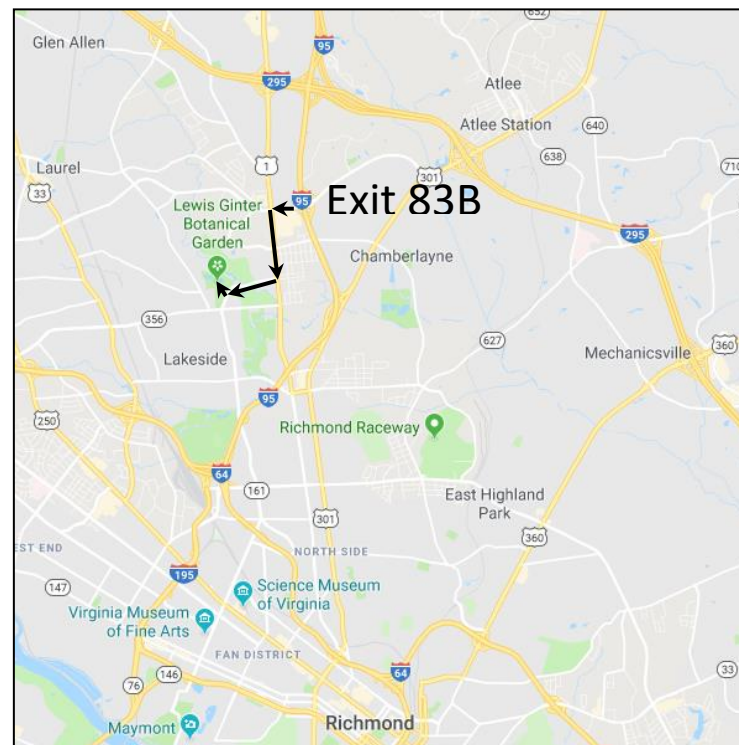 652
Glen Allen
95
295
Atlee
Atlee Station
640
638
1
Laurel
710
301
33
Lewis Ginter
Botanical
Garden
95
Exit 83B
295
Chamberlayne
356
627
360
Lakeside
Mechanicsville
95
250
Richmond Raceway
64
161
East Highland
Park
301
360
EST END
NORTH SIDE
195
147
Science Museum
of Virginia
Virginia Museum
of Fine Arts
FAN DISTRICT
33
146
64
76
Richmond
Maymont